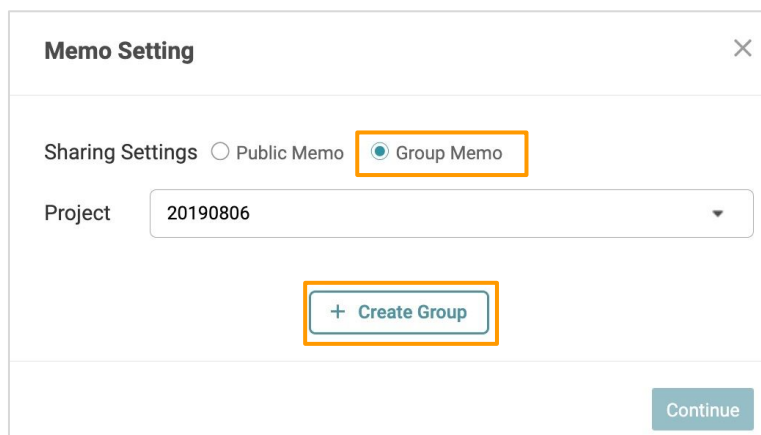 Memo Setting
Sharing Settings Public Memo Group Memo
Project 20190806
+ Create Group
Continue